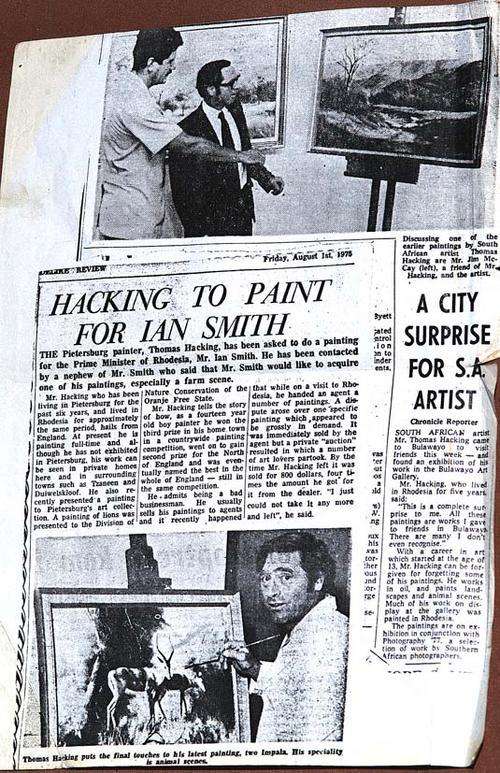 Discussing one of the
earlier paintings by South
African artist Thomas
Hacking are Mr. Jim Mc-
Cay (left), a friend of Mr.
Hacking, and the artist.
REVIEW
Friday, August 1st, 1975
HACKING TO PAINT
FOR IAN SMITH
THE Pietersburg painter, Thomas Hacking, has been asked to do a painting
for the Prime Minister of Rhodesia, Mr. Ian Smith. He has been contacted
by a nephew of Mr. Smith who said that Mr. Smith would like to acquire
one of his paintings, especially a farm scene.
Mr. Hacking who has been
living in Pietersburg for the
past six years, and lived in
Rhodesia for approximately
the same period, hails from
England. At present he is
painting full-time and al-
though he has not exhibited
in Pietersburg, his work can
be seen in private homes
here and in surrounding
towns such as Tzaneen and
Duiwelskloof. He also re-
cently presented a painting
to Pietersburg's art collec-
tion. A painting of lions was
presented to the Division of
Nature Conservation of the
Orange Free State.
Mr. Hacking tells the story
of how, as a fourteen year
old boy painter he won the
third prize in his home town
in a countrywide painting
competition, went on to gain
second prize for the North
of England and was even-
tually named the best in the
whole of England — still in
the same competition.
He admits being a bad
businessman. He usually
sells his paintings to agents
and it recently happened
that while on a visit to Rho-
desia, he handed an agent a
number of paintings. A dis-
pute arose over one specific
painting which appeared to
be grossly in demand. It
was immediately seized by the
agent and a private "auction"
resulted in which a number
of art lovers partook. By the
time Mr. Hacking left it was
sold for 800 dollars, four ti-
mes the amount he got for
it from the dealer. "I just
could not take it any more
and left", he said.
Thomas Hacking puts the final touches to his latest painting, two Impala. His speciality
is animal scenes.
A CITY
SURPRISE
FOR S.A.
ARTIST
Chronicle Reporter
SOUTH AFRICAN artist
Mr. Thomas Hacking came
to Bulawayo to visit
friends this week — and
found an exhibition of his
work in the Bulawayo Art
Gallery.
Mr. Hacking, who lived
in Rhodesia for five years,
said:
"This is a complete sur-
prise to me. All these
paintings are works I gave
to friends in Bulawayo.
There are many I don't
even recognise."
With a career in art
which started at the age of
13, Mr. Hacking can be for-
given for forgetting some
of his paintings. He works
in oil, and paints land-
scapes and animal scenes.
Much of his work on dis-
play at the gallery was
painted in Rhodesia.
The paintings are on ex-
hibition in conjunction with
Photography '77, a selec-
tion of work by Southern
African photographers.